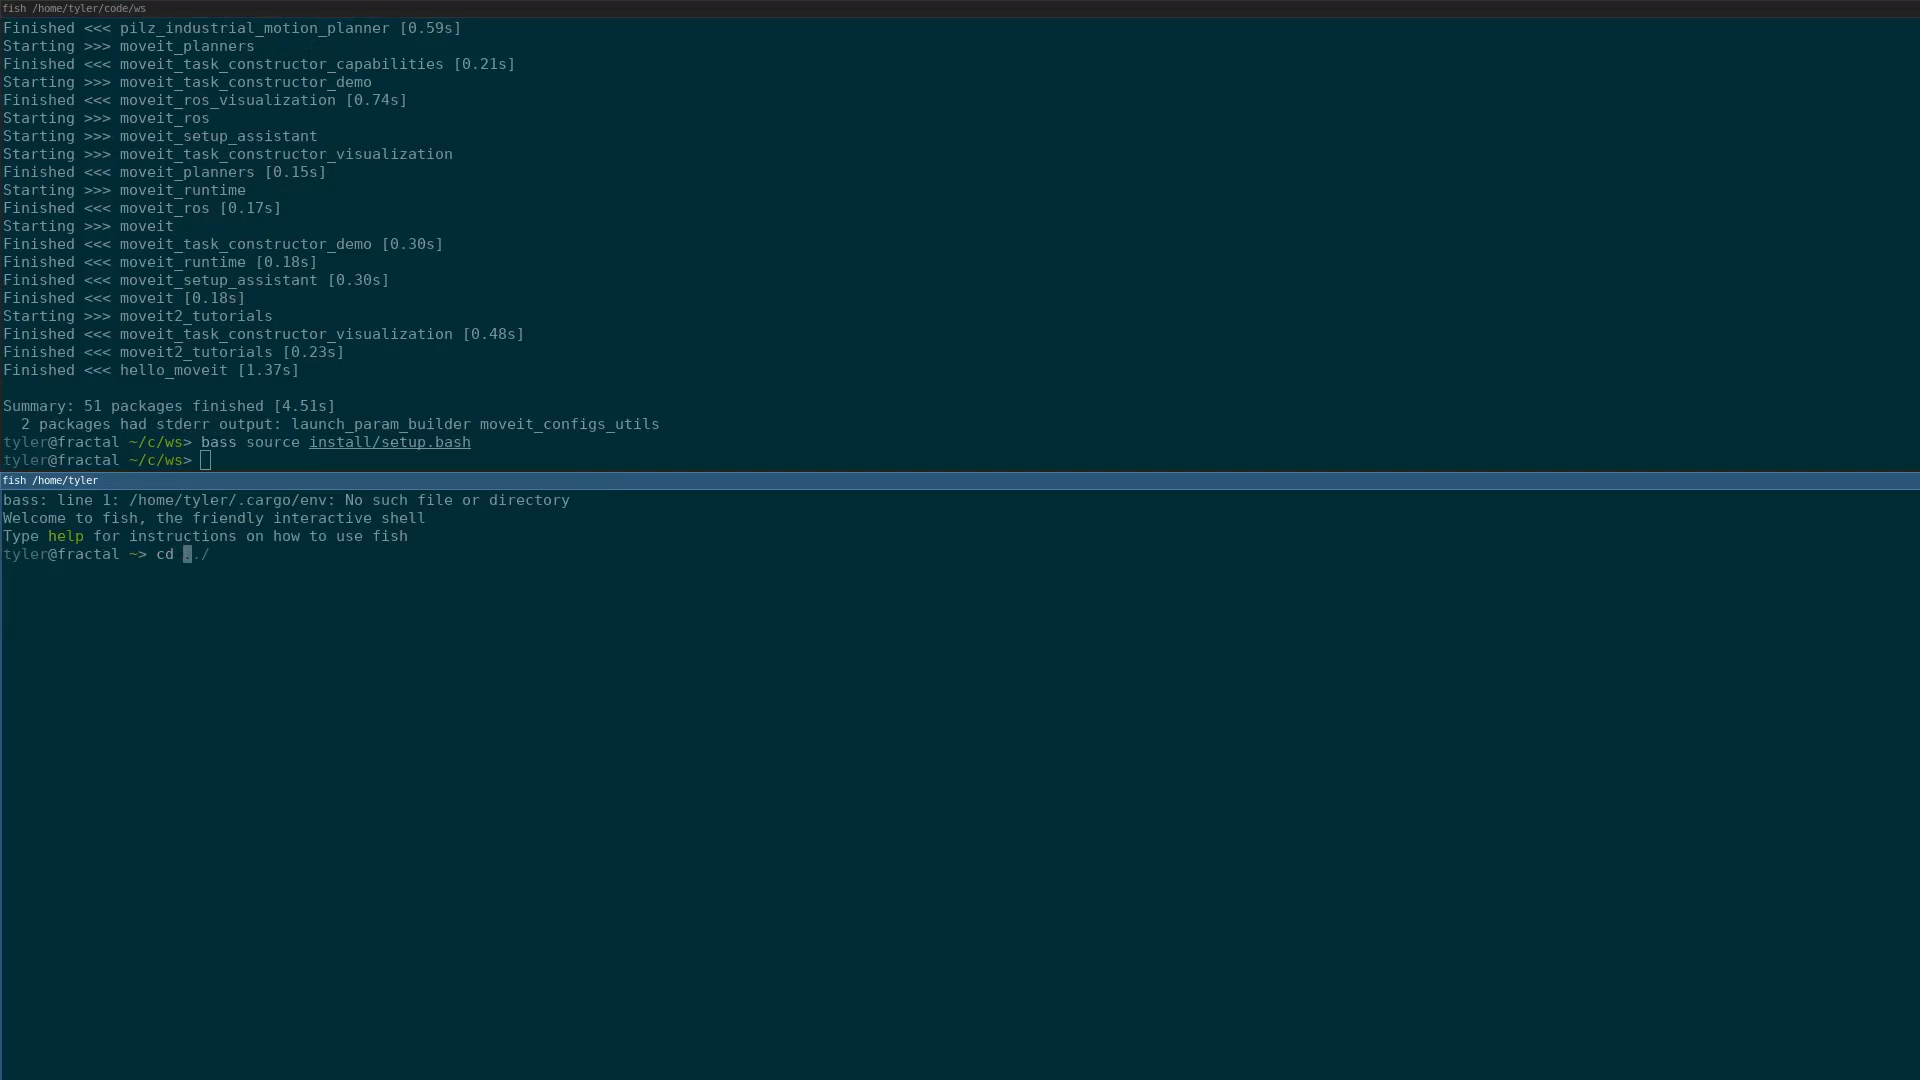 fish /home/tyler/code/ws
Finished <<< pilz_industrial_motion_planner [0.59s]
Starting >>> moveit_planners
Finished <<< moveit_task_constructor_capabilities [0.21s]
Starting >>> moveit_task_constructor_demo
Finished <<< moveit_ros_visualization [0.74s]
Starting >>> moveit_ros
Starting >>> moveit_setup_assistant
Starting >>> moveit_task_constructor_visualization
Finished <<< moveit_planners [0.15s]
Starting >>> moveit_runtime
Finished <<< moveit_ros [0.17s]
Starting >>> moveit
Finished <<< moveit_task_constructor_demo [0.30s]
Finished <<< moveit_runtime [0.18s]
Finished <<< moveit_setup_assistant [0.30s]
Finished <<< moveit [0.18s]
Starting >>> moveit2_tutorials
Finished <<< moveit_task_constructor_visualization [0.48s]
Finished <<< moveit2_tutorials [0.23s]
Finished <<< hello_moveit [1.37s]
Summary: 51 packages finished [4.51s]
2 packages had stderr output: launch_param_builder moveit_configs_utils
tyler@fractal ~/c/ws> bass source install/setup.bash
tyler@fractal ~/c/ws>
fish /home/tyler
bass: line 1: /home/tyler/.cargo/env: No such file or directory
Welcome to fish, the friendly interactive shell
Type help for instructions on how to use fish
tyler@fractal ~> cd ../